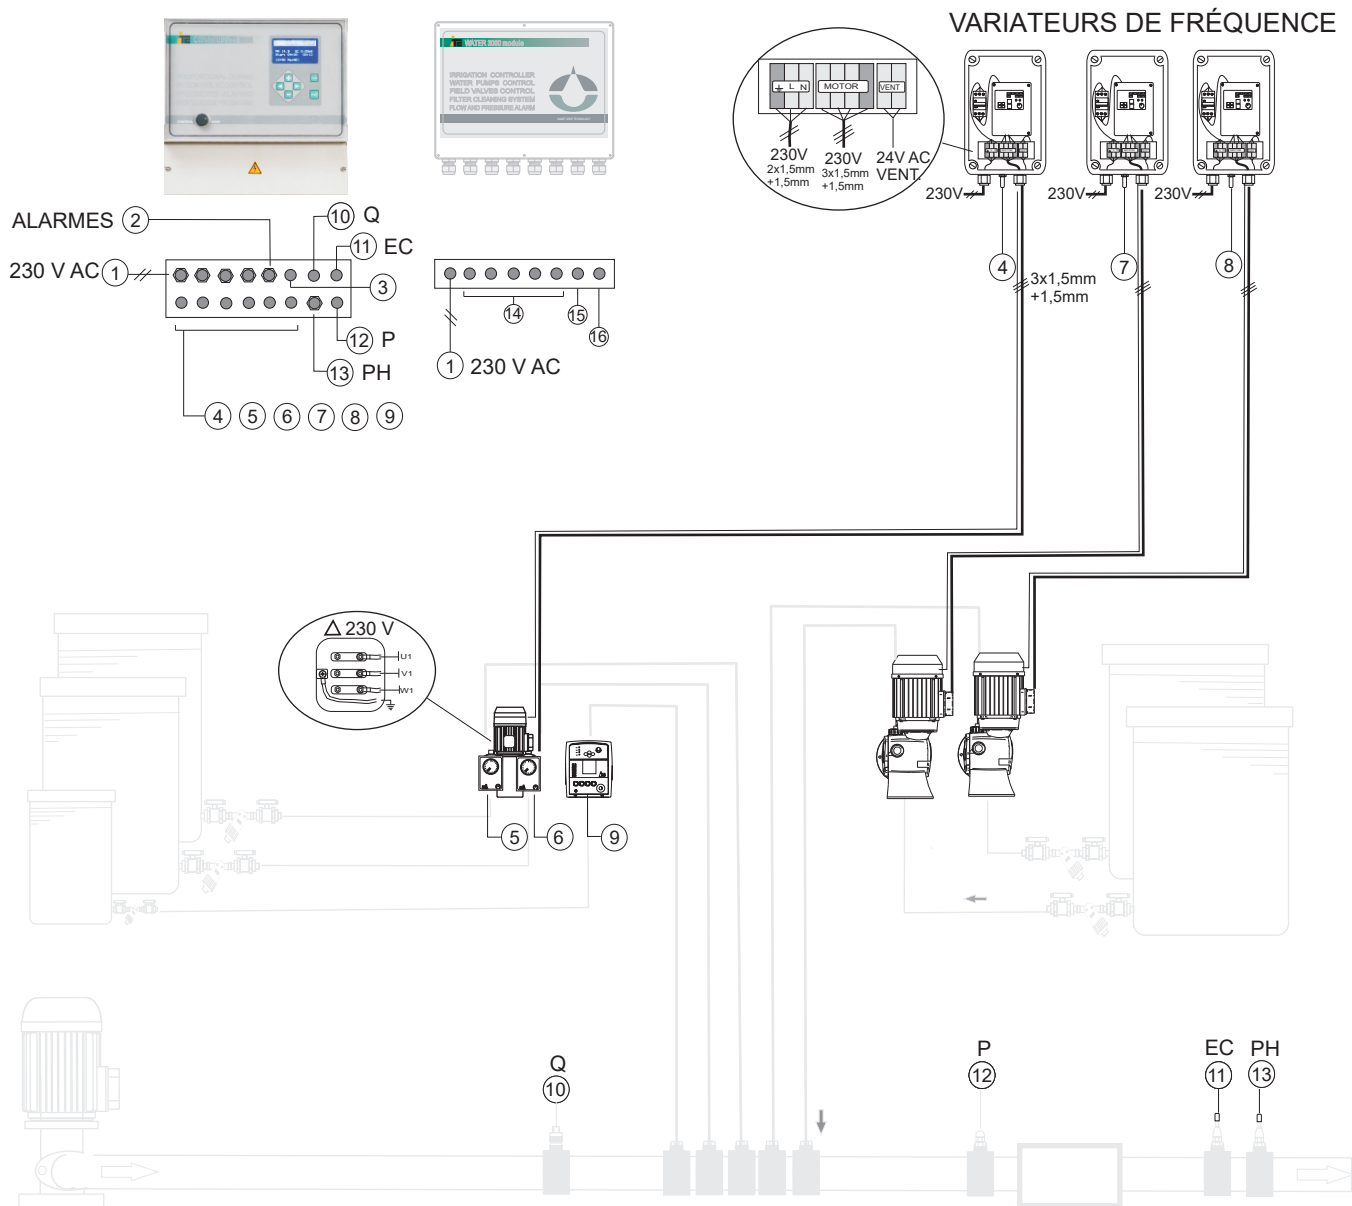 VARIATEURS DE FRÉQUENCE
WATER 3000 module
IRRIGATION CONTROLLER
WATER PUMPS CONTROL
FIELD VALVES CONTROL
FILTER CLEANING SYSTEM
FLOW AND PRESSURE ALARM
L N
MOTOR
VENT
230V
2x1,5mm
+1,5mm
230V
3x1,5mm
+1,5mm
24V AC
VENT.
230V
230V
230V
ALARMES 2
10 Q
11 EC
230 V AC 1
3
12 P
13 PH
4 5 6 7 8 9
14
15
16
1 230 V AC
4
7
8
3x1,5mm
+1,5mm
△ 230 V
U1
V1
W1
5
6
9
Q
10
P
12
EC
11
PH
13